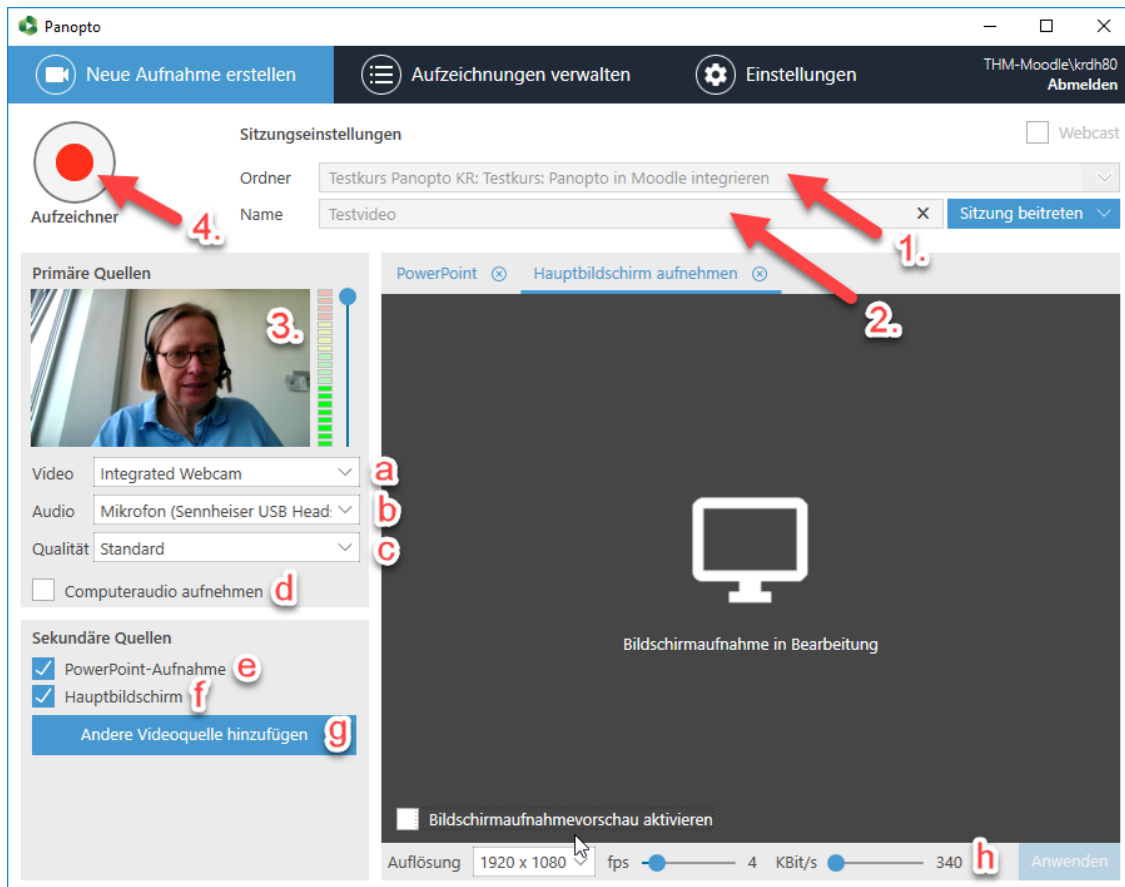 Panopto
Neue Aufnahme erstellen
Aufzeichnungen verwalten
Einstellungen
THM-Moodle\krdh80
Abmelden
Sitzungseinstellungen
Webcast
Ordner
Testkurs Panopto KR: Testkurs: Panopto in Moodle integrieren
Aufzeichner
4.
Name
Testvideo
Sitzung beitreten
1.
2.
Primäre Quellen
3.
PowerPoint
Hauptbildschirm aufnehmen
Video Integrated Webcam a
Audio Mikrofon (Sennheiser USB Head: b
Qualität Standard c
Computeraudio aufnehmen d
Sekundäre Quellen
PowerPoint-Aufnahme e
Hauptbildschirm f
Andere Videoquelle hinzufügen g
Bildschirmaufnahme in Bearbeitung
Bildschirmaufnahmevorschau aktivieren
Auflösung 1920 x 1080 fps 4 KBit/s 340 h Anwenden